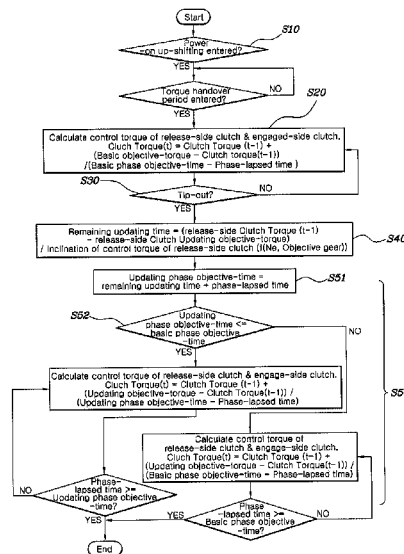 Start
S10
Power
-on up-shifting entered?
YES
Torque handover
period entered?
NO
YES
S20
Calculate control torque of release-side clutch & engaged-side clutch.
Cluch Torque(t) = Clutch Torque (t-1) +
(Basic objective-torque - Clutch torque(t-1))
/(Basic phase objective-time - Phase-lapsed time )
S30
Tip-out?
NO
YES
Remaining updating time = (release-side Clutch Torque (t-1)
- release-side Clutch Updating objective-torque)
/ Inclination of control torque of release-side clutch (f(Ne, Objective gear))
S40
S51
Updating phase objective-time =
remaining updating time + phase-lapsed time
S52
Updating
phase objective-time <=
basic phase objective
-time
NO
YES
Calculate control torque of release-side clutch & engage-side clutch.
Cluch Torque(t) = Clutch Torque (t-1) +
(Updating objective-torque - Clutch Torque(t-1)) /
(Updating phase objective-time - Phase-lapsed time)
S5
Calculate control torque of
release-side clutch & engage-side clutch.
Cluch Torque(t) = Clutch Torque (t-1) +
(Updating objective-torque - Clutch Torque(t-1)) /
(Basic phase objective-time - Phase-lapsed time)
NO
Phase-
lapsed time >=
Updating phase objective
-time?
YES
YES
Phase
-lapsed time >=
Basic phase objective
-time?
NO
End